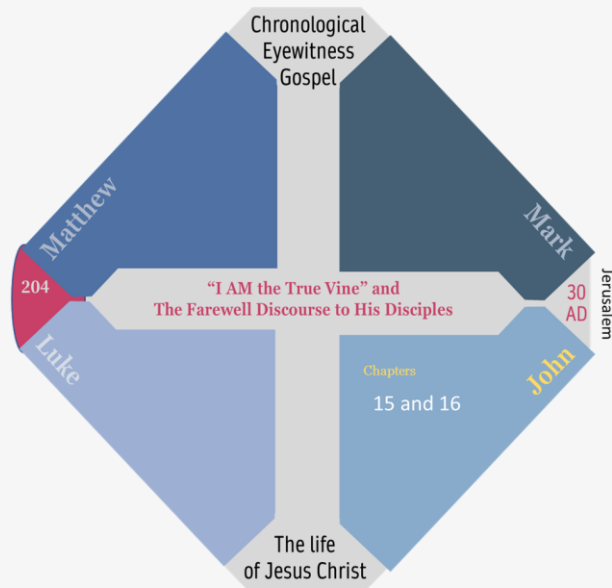 Chronological
Eyewitness
Gospel
Matthew
Mark
204
“I AM the True Vine” and
The Farewell Discourse to His Disciples
30
AD
Jerusalem
Luke
John
Chapters
15 and 16
The life
of Jesus Christ